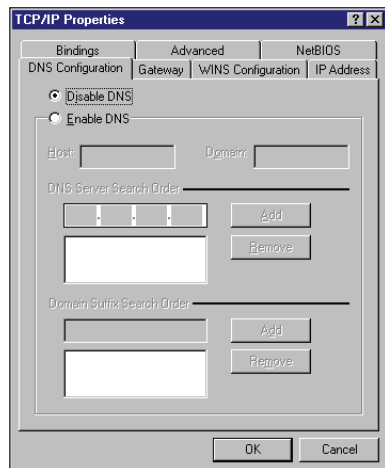 TCP/IP Properties
Bindings Advanced NetBIOS
DNS Configuration Gateway WINS Configuration IP Address
Disable DNS
Enable DNS
Host: Domain:
DNS Server Search Order
Add
Remove
Domain Suffix Search Order
Add
Remove
OK Cancel